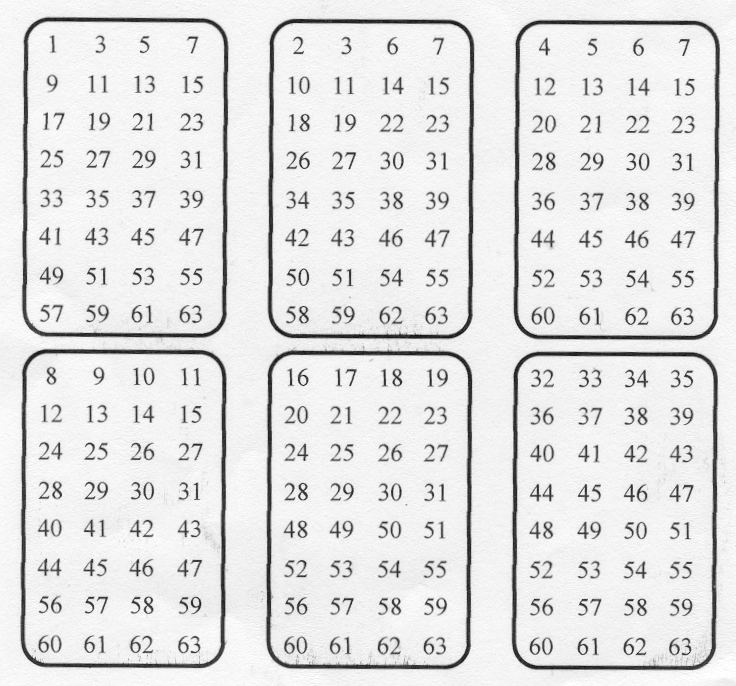 1 3 5 7
9 11 13 15
17 19 21 23
25 27 29 31
33 35 37 39
41 43 45 47
49 51 53 55
57 59 61 63
2 3 6 7
10 11 14 15
18 19 22 23
26 27 30 31
34 35 38 39
42 43 46 47
50 51 54 55
58 59 62 63
4 5 6 7
12 13 14 15
20 21 22 23
28 29 30 31
36 37 38 39
44 45 46 47
52 53 54 55
60 61 62 63
8 9 10 11
12 13 14 15
24 25 26 27
28 29 30 31
40 41 42 43
44 45 46 47
56 57 58 59
60 61 62 63
16 17 18 19
20 21 22 23
24 25 26 27
28 29 30 31
48 49 50 51
52 53 54 55
56 57 58 59
60 61 62 63
32 33 34 35
36 37 38 39
40 41 42 43
44 45 46 47
48 49 50 51
52 53 54 55
56 57 58 59
60 61 62 63